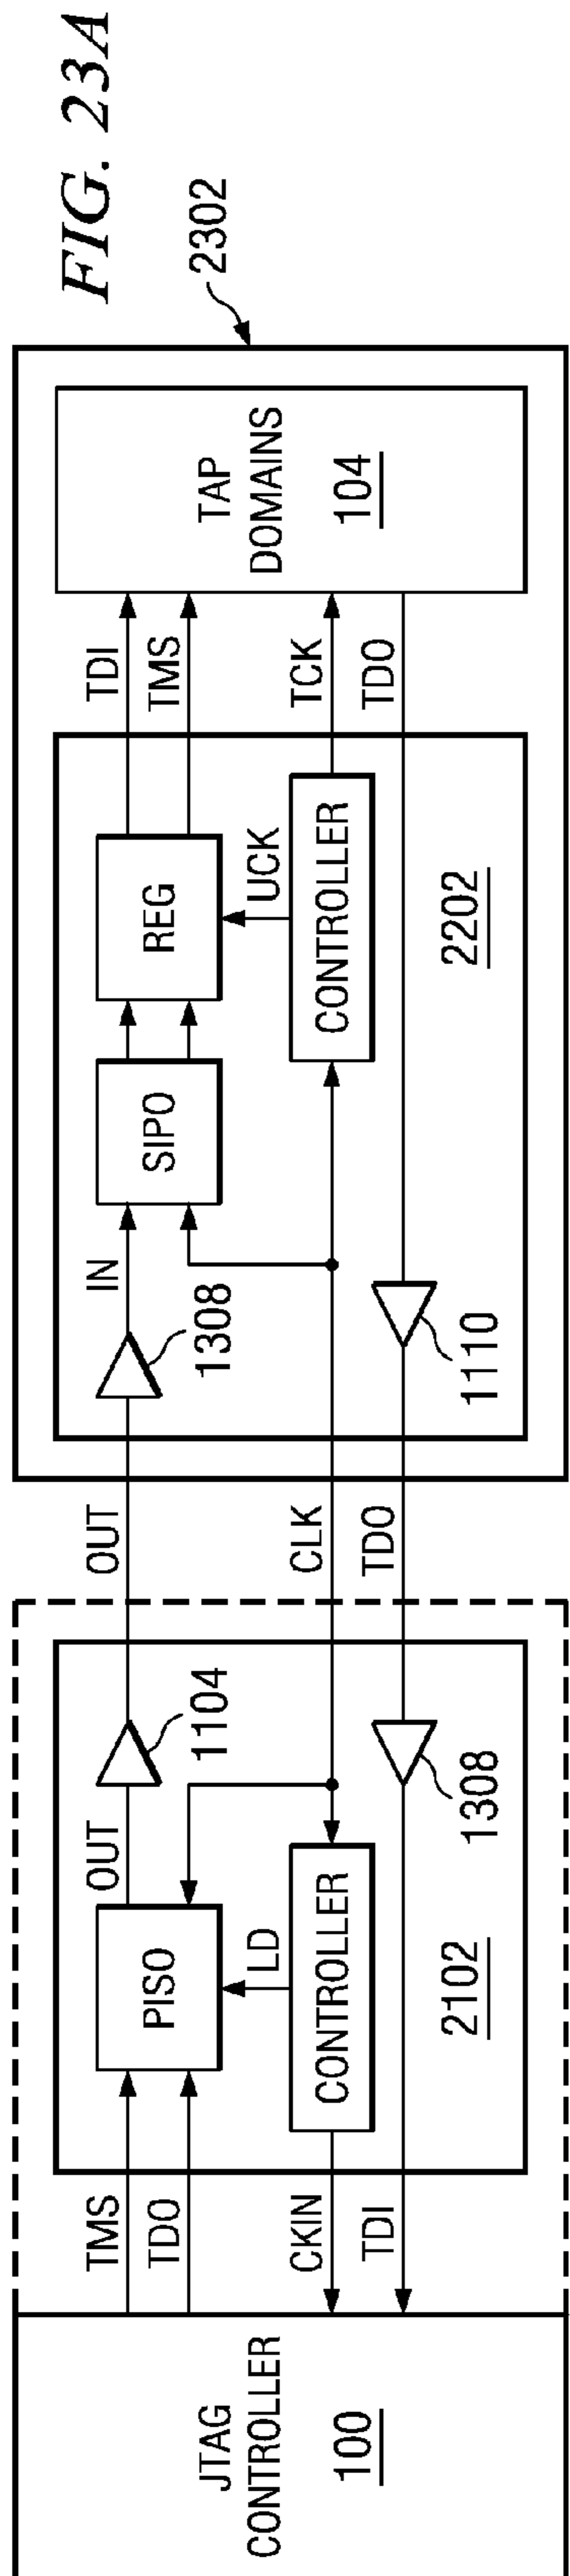 FIG. 23A
2302
JTAG
CONTROLLER
100
TMS
TDO
CKIN
TDI
PISO
LD
CONTROLLER
2102
OUT
1104
1308
OUT
CLK
TDO
1308
IN
SIPO
REG
UCK
CONTROLLER
2202
1110
TDI
TMS
TCK
TDO
TAP
DOMAINS
104